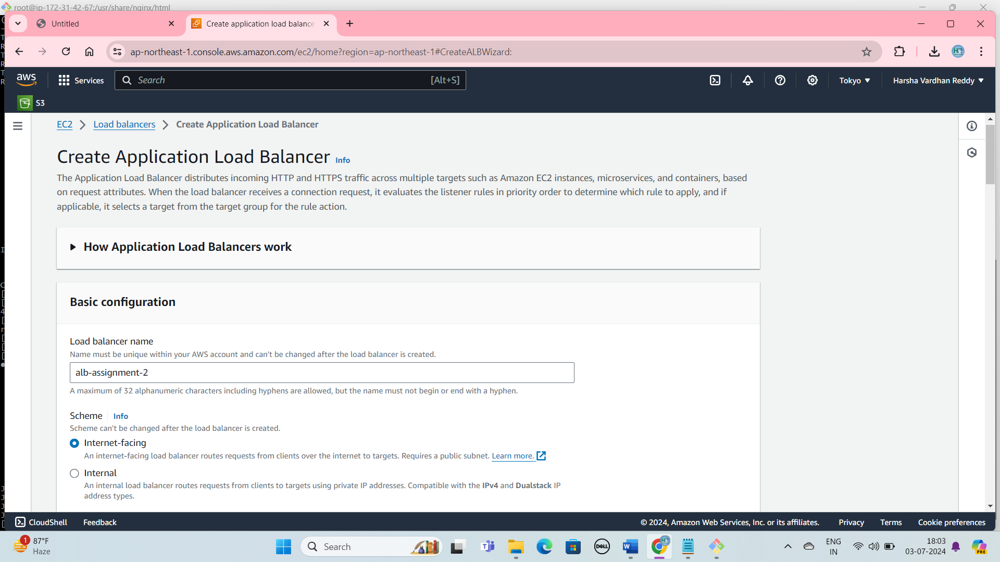 root@ip-172-31-42-67:/usr/share/nginx/html
Untitled
Create application load balance
ap-northeast-1.console.aws.amazon.com/ec2/home?region=ap-northeast-1#CreateALBWizard:
aws
Services
Search
[Alt+S]
Tokyo
Harsha Vardhan Reddy
S3
EC2
Load balancers
Create Application Load Balancer
Create Application Load Balancer Info
The Application Load Balancer distributes incoming HTTP and HTTPS traffic across multiple targets such as Amazon EC2 instances, microservices, and containers, based
on request attributes. When the load balancer receives a connection request, it evaluates the listener rules in priority order to determine which rule to apply, and if
applicable, it selects a target from the target group for the rule action.
How Application Load Balancers work
Basic configuration
Load balancer name
Name must be unique within your AWS account and can't be changed after the load balancer is created.
alb-assignment-2
A maximum of 32 alphanumeric characters including hyphens are allowed, but the name must not begin or end with a hyphen.
Scheme Info
Scheme can't be changed after the load balancer is created.
Internet-facing
An internet-facing load balancer routes requests from clients over the internet to targets. Requires a public subnet. Learn more.
Internal
An internal load balancer routes requests from clients to targets using private IP addresses. Compatible with the IPv4 and Dualstack IP
address types.
CloudShell
Feedback
© 2024, Amazon Web Services, Inc. or its affiliates.
Privacy
Terms
Cookie preferences
1
87°F
Haze
Search
DELL
ENG
IN
18:03
03-07-2024
PRE